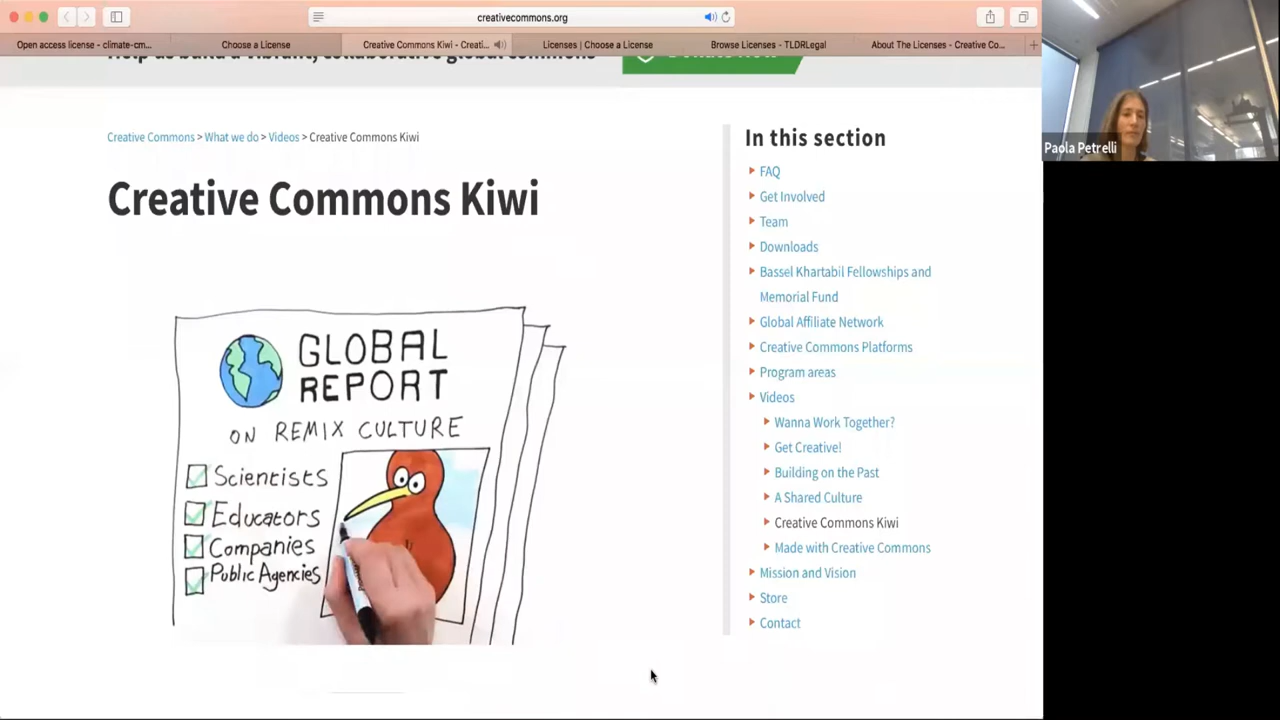 creativecommons.org
Open access license - climate-cm...
Choose a License
Creative Commons Kiwi - Creati...
Licenses | Choose a License
Browse Licenses - TLDRLegal
About The Licenses - Creative Co...
Help us build a vibrant, collaborative global commons
Donate Now
Paola Petrelli
Creative Commons > What we do > Videos > Creative Commons Kiwi
Creative Commons Kiwi
GLOBAL
REPORT
ON REMIX CULTURE
Scientists
Educators
Companies
Public Agencies
In this section
FAQ
Get Involved
Team
Downloads
Bassel Khartabil Fellowships and
Memorial Fund
Global Affiliate Network
Creative Commons Platforms
Program areas
Videos
Wanna Work Together?
Get Creative!
Building on the Past
A Shared Culture
Creative Commons Kiwi
Made with Creative Commons
Mission and Vision
Store
Contact